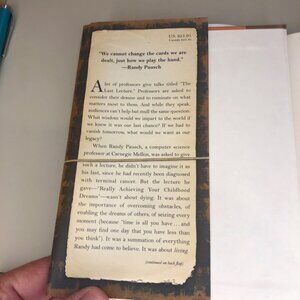 U.S. $21.95
"We cannot change the cards we are
dealt, just how we play the hand."
—Randy Pausch
A lot of professors give talks titled "The
Last Lecture." Professors are asked to
consider their demise and to ruminate on what
matters most to them. And while they speak,
audiences can't help but mull the same question:
What wisdom would we impart to the world if
we knew it was our last chance? If we had to
vanish tomorrow, what would we want as our
legacy?
When Randy Pausch, a computer science
professor at Carnegie Mellon, was asked to give
such a lecture, he didn't have to imagine it as
his last, since he had recently been diagnosed
with terminal cancer. But the lecture he
gave—"Really Achieving Your Childhood
Dreams"—wasn't about dying. It was about
the importance of overcoming obstacles, of
enabling the dreams of others, of seizing every
moment (because "time is all you have...and
you may find one day that you have less than
you think"). It was a summation of everything
Randy had come to believe. It was about living.
(continued on back flap)